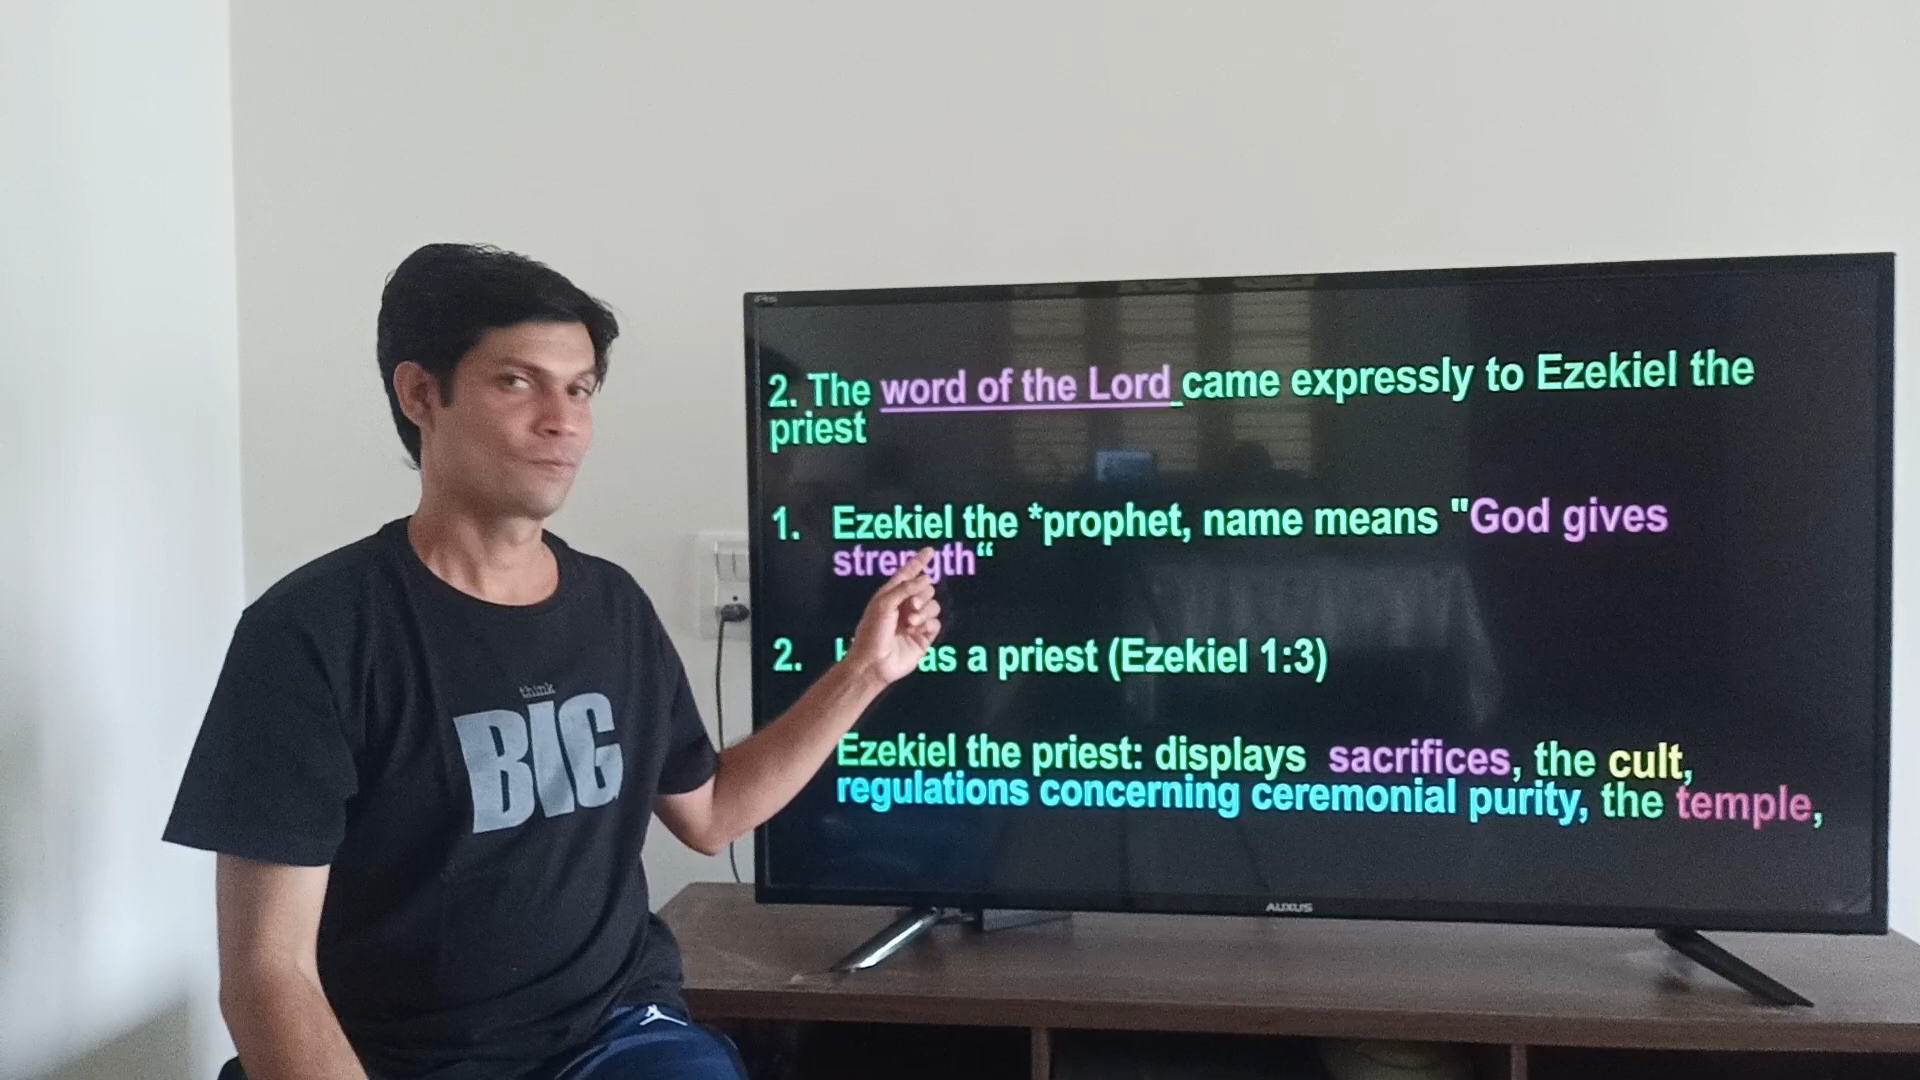 2. The word of the Lord came expressly to Ezekiel the
priest
1. Ezekiel the *prophet, name means "God gives
strength“
2. as a priest (Ezekiel 1:3)
Ezekiel the priest: displays sacrifices, the cult,
regulations concerning ceremonial purity, the temple,
think
BIG
AUXUS